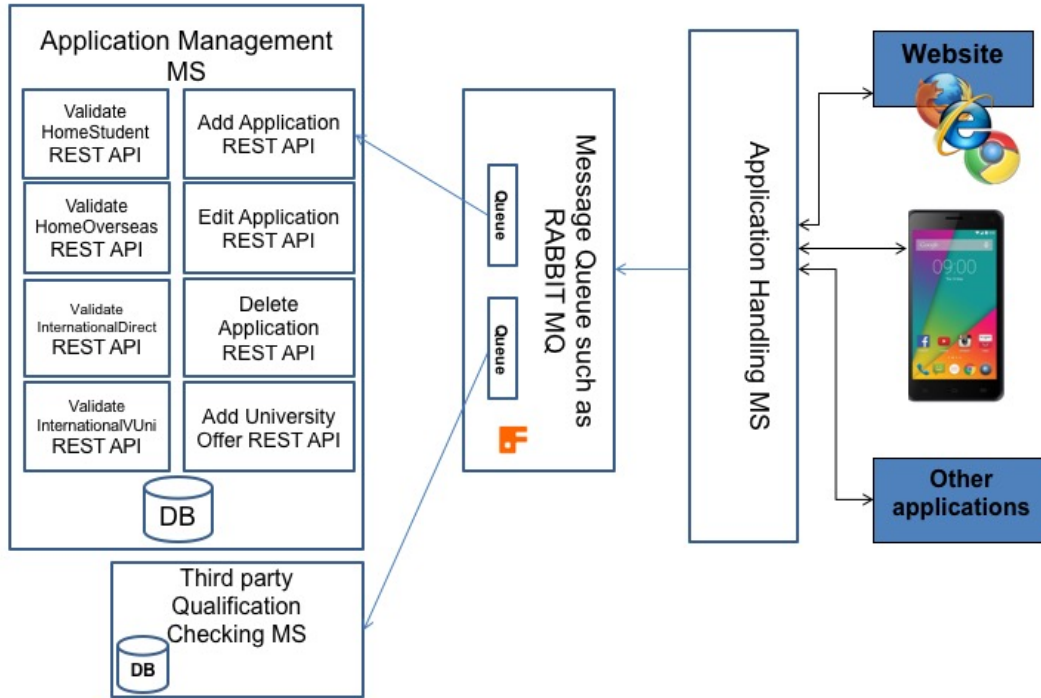 Application Management
MS
Validate
HomeStudent
REST API
Add Application
REST API
Validate
HomeOverseas
REST API
Edit Application
REST API
Validate
InternationalDirect
REST API
Delete
Application
REST API
Validate
InternationalVUni
REST API
Add University
Offer REST API
DB
Third party
Qualification
Checking MS
DB
Queue
Queue
Message Queue such as
RABBIT MQ
Application Handling MS
Website
Google
09:00
Other
applications